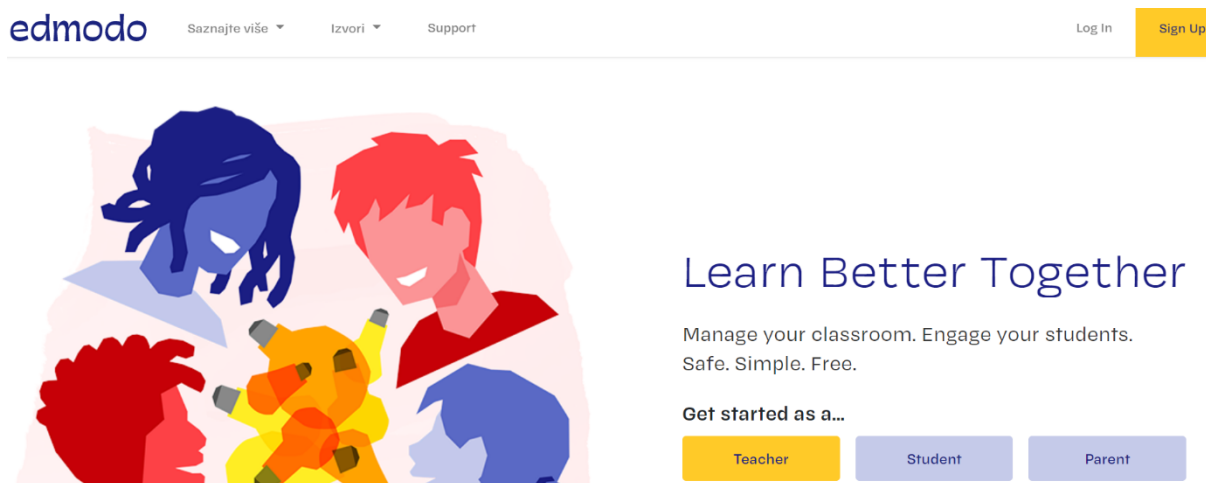 edmodo
Saznajte više
Izvori
Support
Log In
Sign Up
Learn Better Together
Manage your classroom. Engage your students.
Safe. Simple. Free.
Get started as a...
Teacher
Student
Parent